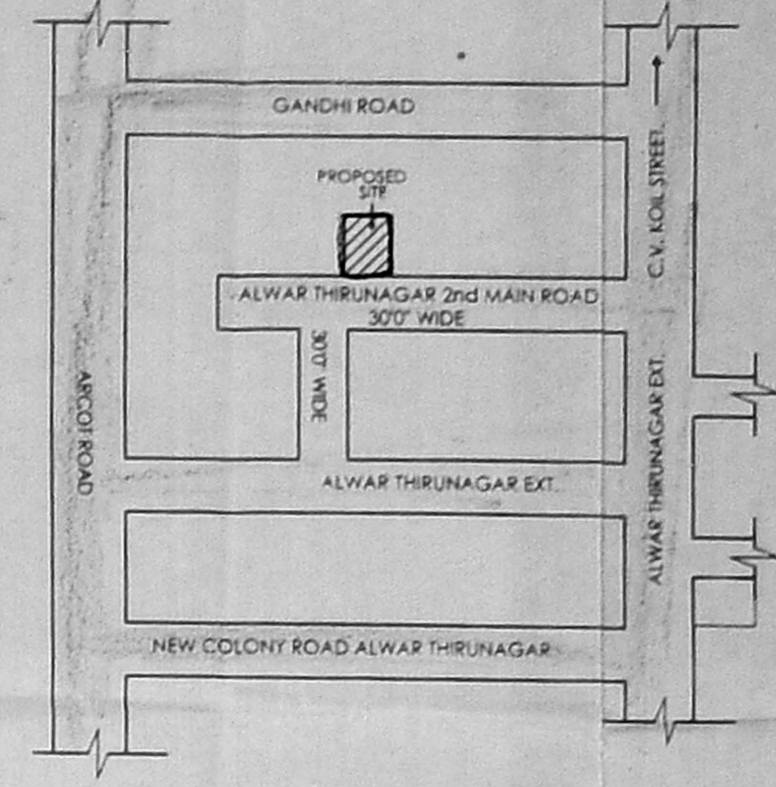 GANDHI ROAD
PROPOSED
SITE
C.V. KOIL STREET.
ALWAR THIRUNAGAR 2nd MAIN ROAD
30'0" WIDE
30'0" WIDE
ARCOT ROAD
ALWAR THIRUNAGAR EXT.
ALWAR THIRUNAGAR EXT.
NEW COLONY ROAD ALWAR THIRUNAGAR